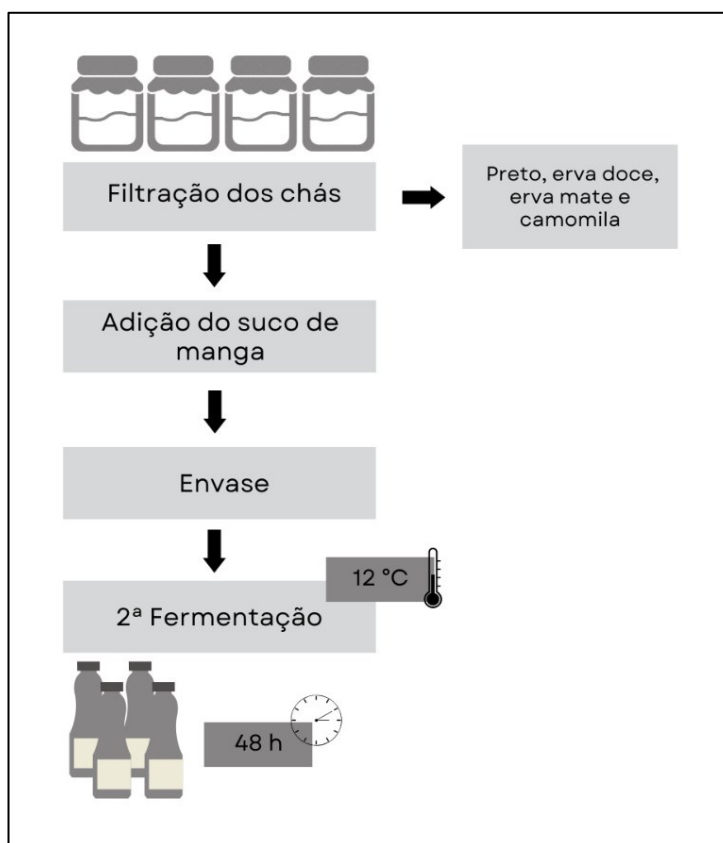 Filtração dos chás
Preto, erva doce,
erva mate e
camomila
Adição do suco de
manga
Envase
12 °C
2ª Fermentação
48 h